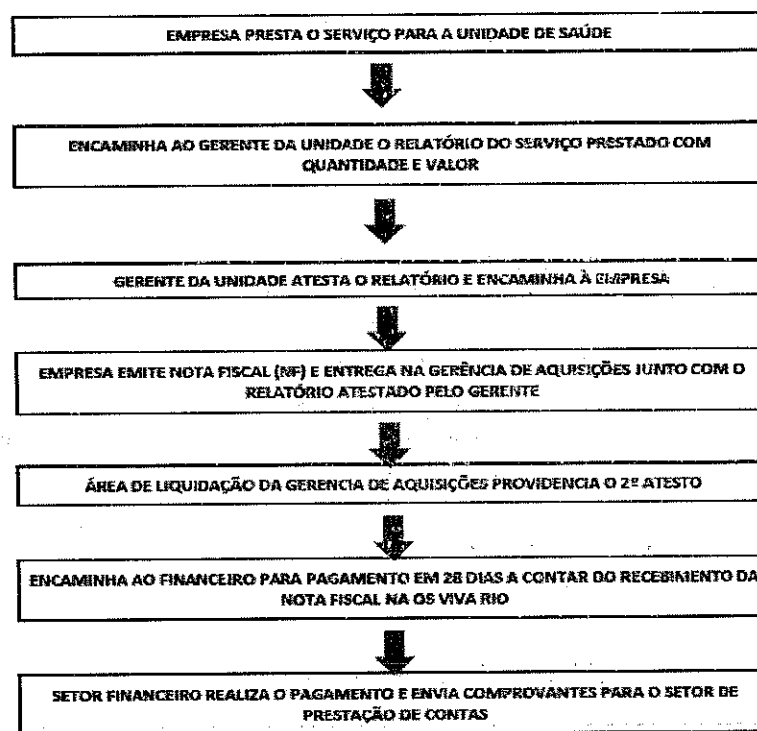 EMPRESA PRESTA O SERVIÇO PARA A UNIDADE DE SAÚDE
ENCAMINHA AO GERENTE DA UNIDADE O RELATÓRIO DO SERVIÇO PRESTADO COM
QUANTIDADE E VALOR
GERENTE DA UNIDADE ATESTA O RELATÓRIO E ENCAMINHA À EMPRESA
EMPRESA EMITE NOTA FISCAL (NF) E ENTREGA NA GERÊNCIA DE AQUISIÇÕES JUNTO COM O
RELATÓRIO ATESTADO PELO GERENTE
ÁREA DE LIQUIDAÇÃO DA GERENCIA DE AQUISIÇÕES PROVIDENCIA O 2º ATESTO
ENCAMINHA AO FINANCEIRO PARA PAGAMENTO EM 28 DIAS A CONTAR DO RECEBIMENTO DA
NOTA FISCAL NA OS VIVA RIO
SETOR FINANCEIRO REALIZA O PAGAMENTO E ENVIA COMPROVANTES PARA O SETOR DE
PRESTAÇÃO DE CONTAS